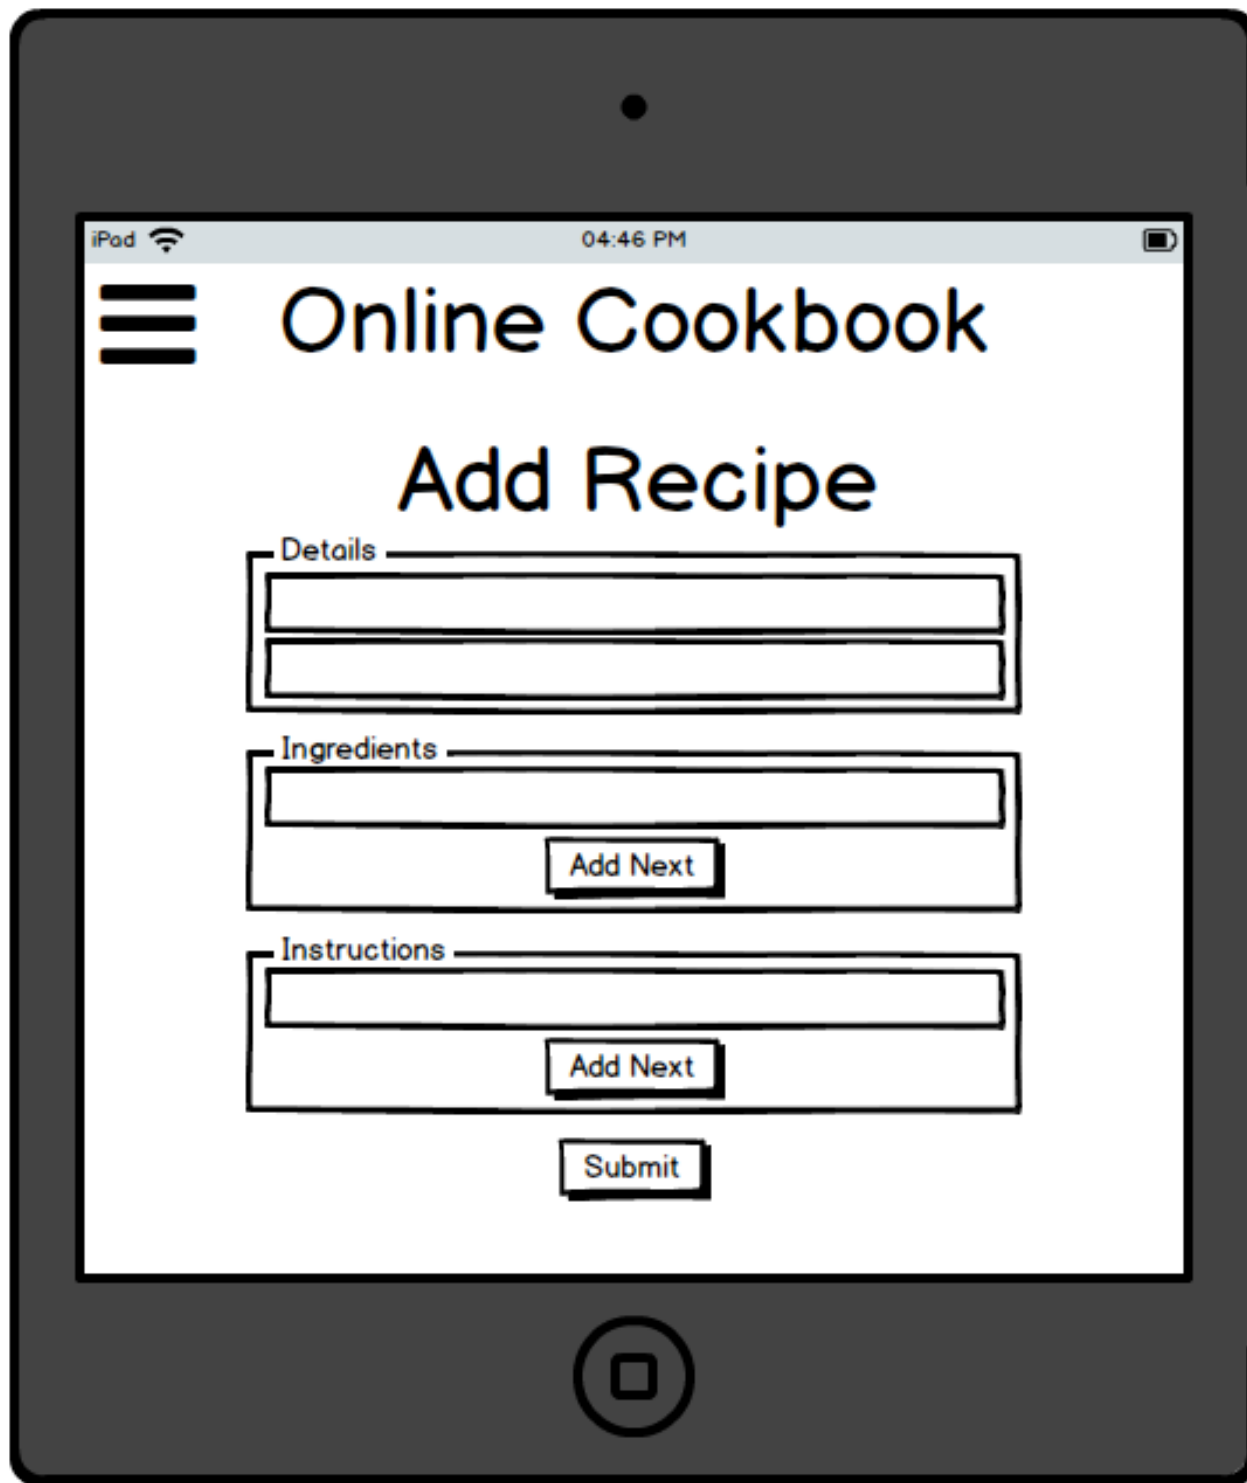 iPad 04:46 PM
Online Cookbook
Add Recipe
Details
Ingredients
Add Next
Instructions
Add Next
Submit